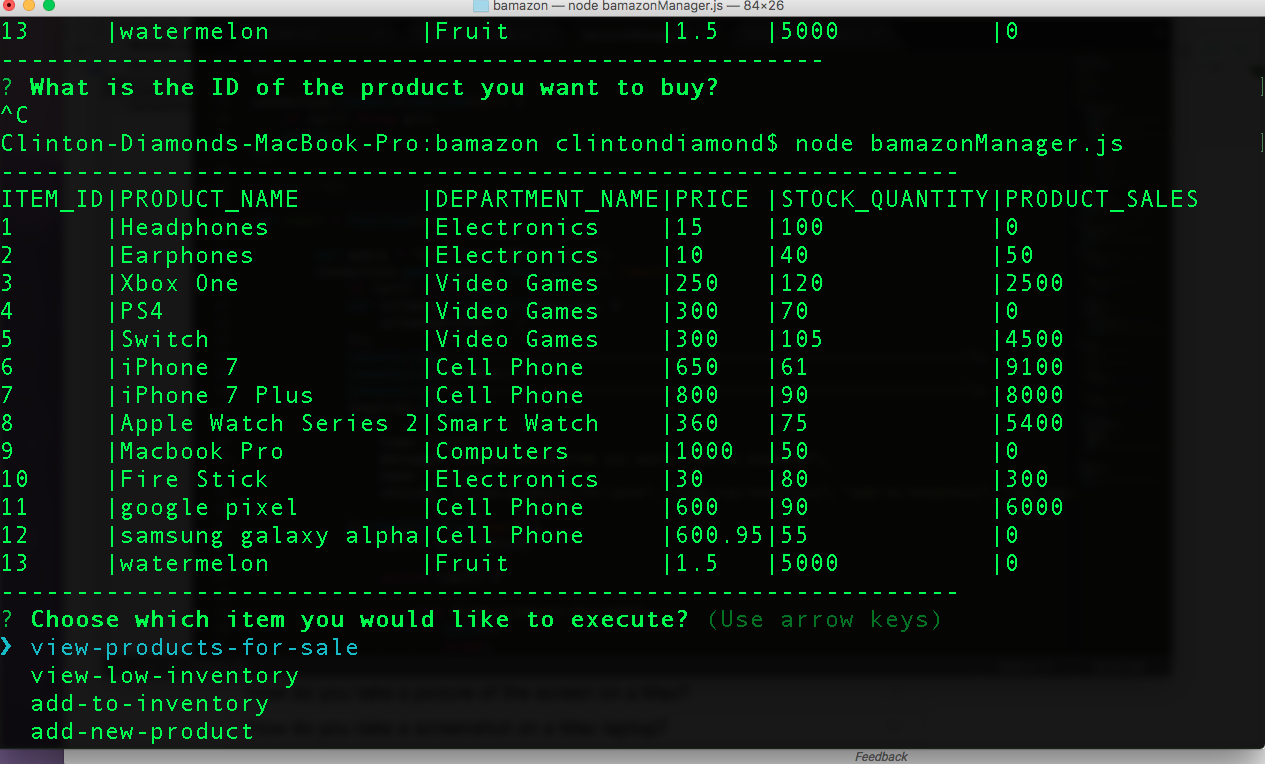 bamazon — node bamazonManager.js — 84×26
13     |watermelon          |Fruit          |1.5   |5000          |0
-------------------------------------------------------
? What is the ID of the product you want to buy?
^C
Clinton-Diamonds-MacBook-Pro:bamazon clintondiamond$ node bamazonManager.js
----------------------------------------------------------------
ITEM_ID|PRODUCT_NAME        |DEPARTMENT_NAME|PRICE |STOCK_QUANTITY|PRODUCT_SALES
1      |Headphones          |Electronics    |15    |100           |0
2      |Earphones           |Electronics    |10    |40            |50
3      |Xbox One            |Video Games    |250   |120           |2500
4      |PS4                 |Video Games    |300   |70            |0
5      |Switch              |Video Games    |300   |105           |4500
6      |iPhone 7            |Cell Phone     |650   |61            |9100
7      |iPhone 7 Plus       |Cell Phone     |800   |90            |8000
8      |Apple Watch Series 2|Smart Watch    |360   |75            |5400
9      |Macbook Pro         |Computers      |1000  |50            |0
10     |Fire Stick          |Electronics    |30    |80            |300
11     |google pixel        |Cell Phone     |600   |90            |6000
12     |samsung galaxy alpha|Cell Phone     |600.95|55            |0
13     |watermelon          |Fruit          |1.5   |5000          |0
----------------------------------------------------------------
? Choose which item you would like to execute? (Use arrow keys)
❯ view-products-for-sale
  view-low-inventory
  add-to-inventory
  add-new-product
Feedback